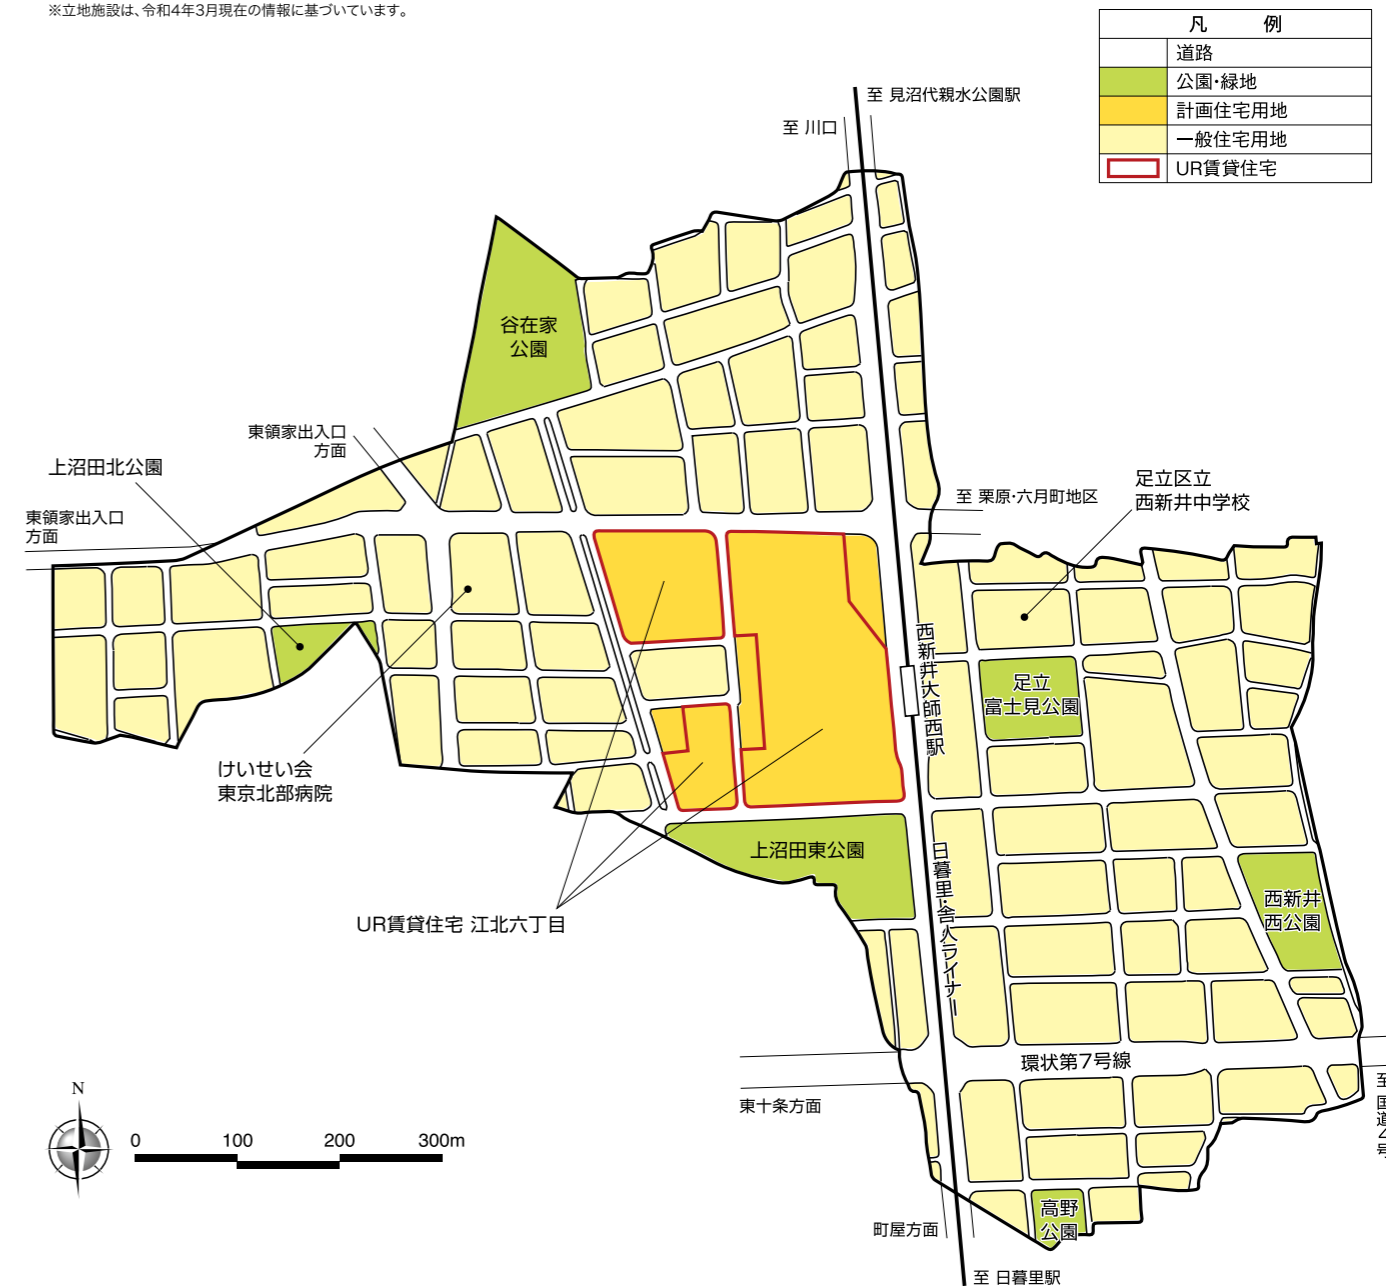 ※立地施設は、令和4年3月現在の情報に基づいています。
凡 例
道路
公園・緑地
計画住宅用地
一般住宅用地
UR賃貸住宅
至 見沼代親水公園駅
至 川口
谷在家
公園
東領家出入口
方面
上沼田北公園
東領家出入口
方面
至 栗原・六月町地区
足立区立
西新井中学校
西新井大師西駅
足立
富士見公園
けいせい会
東京北部病院
上沼田東公園
日暮里・舎人ライナー
西新井
西公園
UR賃貸住宅 江北六丁目
環状第7号線
東十条方面
至 国道4号
N
0 100 200 300m
高野
公園
町屋方面
至 日暮里駅